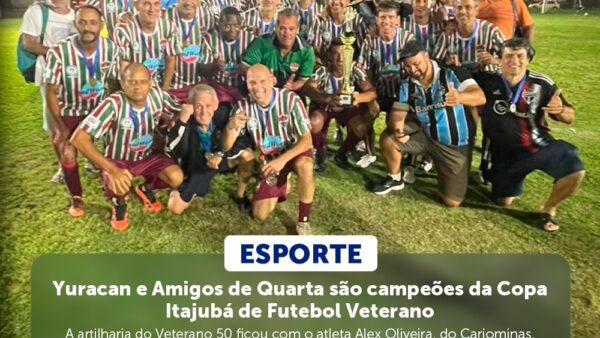 ESPORTE
Yuracan e Amigos de Quarta são campeões da Copa
Itajubá de Futebol Veterano
A artilharia do Veterano 50 ficou com o atleta Alex Oliveira, do Cariominas.